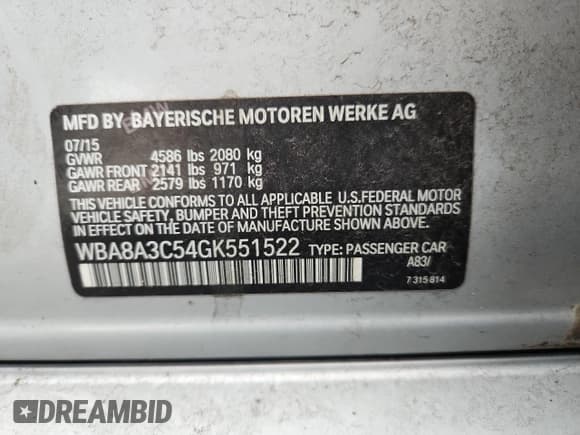 MFD BY BAYERISCHE MOTOREN WERKE AG
07/15
GVWR 4586 lbs 2080 kg
GAWR FRONT 2141 lbs 971 kg
GAWR REAR 2579 lbs 1170 kg
THIS VEHICLE CONFORMS TO ALL APPLICABLE U.S.FEDERAL MOTOR
VEHICLE SAFETY, BUMPER AND THEFT PREVENTION STANDARDS
IN EFFECT ON THE DATE OF MANUFACTURE SHOWN ABOVE.
WBA8A3C54GK551522 TYPE: PASSENGER CAR
A83/
7 315 814
DREAMBID